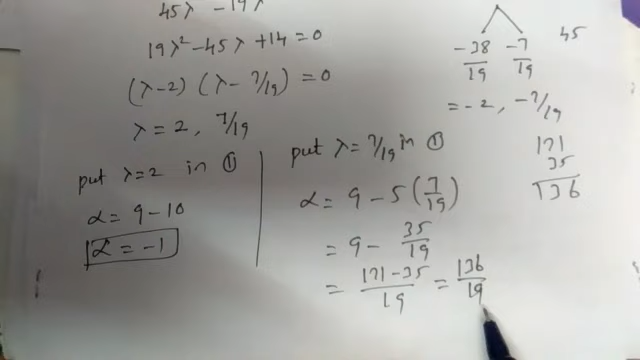 45λ - 19λ
19λ² - 45λ + 14 = 0
(λ-2) (λ - 7/19) = 0
λ = 2, 7/19
put λ=2 in ①
α = 9 - 10
α = -1
-38/19 -7/19
= -2, -7/19
45
put λ = 7/19 in ①
α = 9 - 5(7/19)
= 9 - 35/19
= 171-35/19 = 136/19
171
35
136